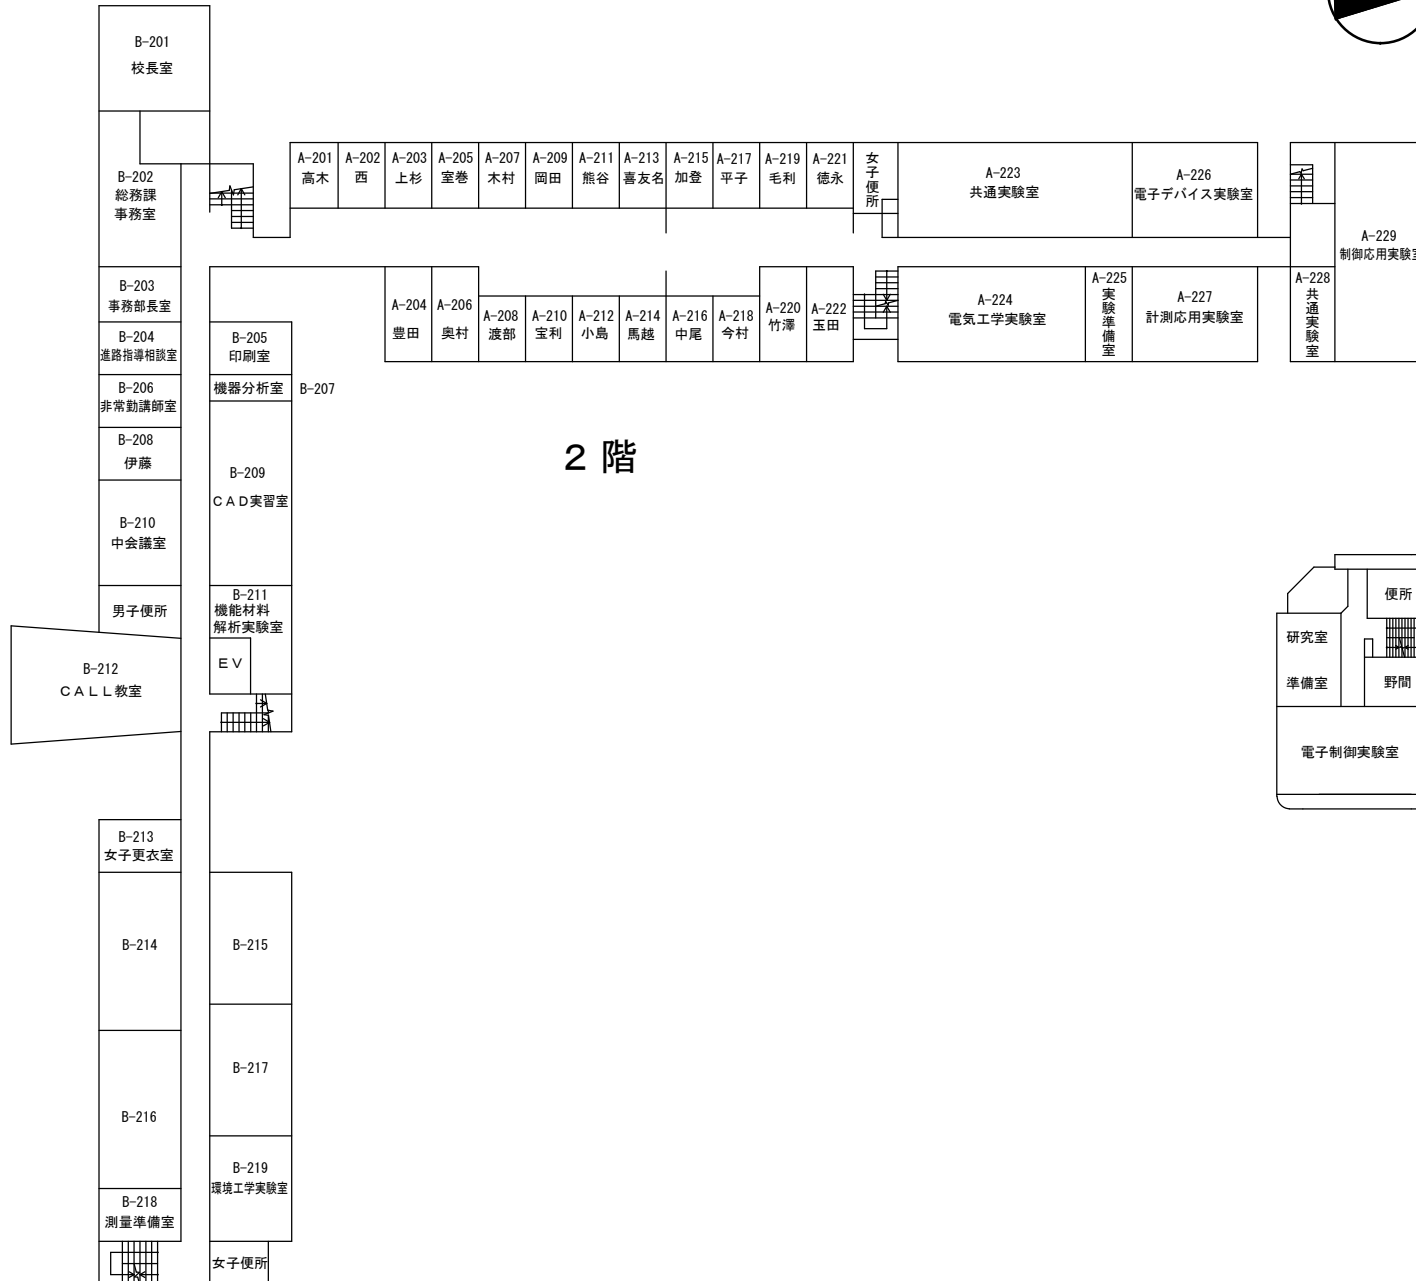 B-201
校長室
B-202
総務課
事務室
A-201
高木
A-202
西
A-203
上杉
A-205
室巻
A-207
木村
A-209
岡田
A-211
熊谷
A-213
喜友名
A-215
加登
A-217
平子
A-219
毛利
A-221
徳永
女子便所
A-223
共通実験室
A-226
電子デバイス実験室
A-229
制御応用実験室
B-203
事務部長室
B-204
進路指導相談室
B-205
印刷室
A-204
豊田
A-206
奥村
A-208
渡部
A-210
宝利
A-212
小島
A-214
馬越
A-216
中尾
A-218
今村
A-220
竹澤
A-222
玉田
A-224
電気工学実験室
A-225
実験準備室
A-227
計測応用実験室
A-228
共通実験室
B-206
非常勤講師室
機器分析室
B-207
B-208
伊藤
B-209
CAD実習室
2階
B-210
中会議室
男子便所
B-211
機能材料
解析実験室
EV
B-212
CALL教室
便所
研究室
準備室
野間
電子制御実験室
B-213
女子更衣室
B-214
B-215
B-216
B-217
B-218
測量準備室
B-219
環境工学実験室
女子便所